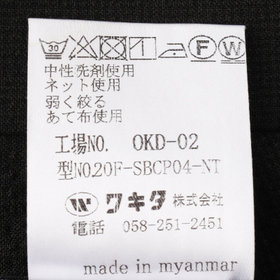 30 F W
中性洗剤使用
ネット使用
弱く絞る
あて布使用
工場NO. OKD-02
型NO.20F-SBCP04-NT
ワキタ株式会社
電話 058-251-2451
made in myanmar